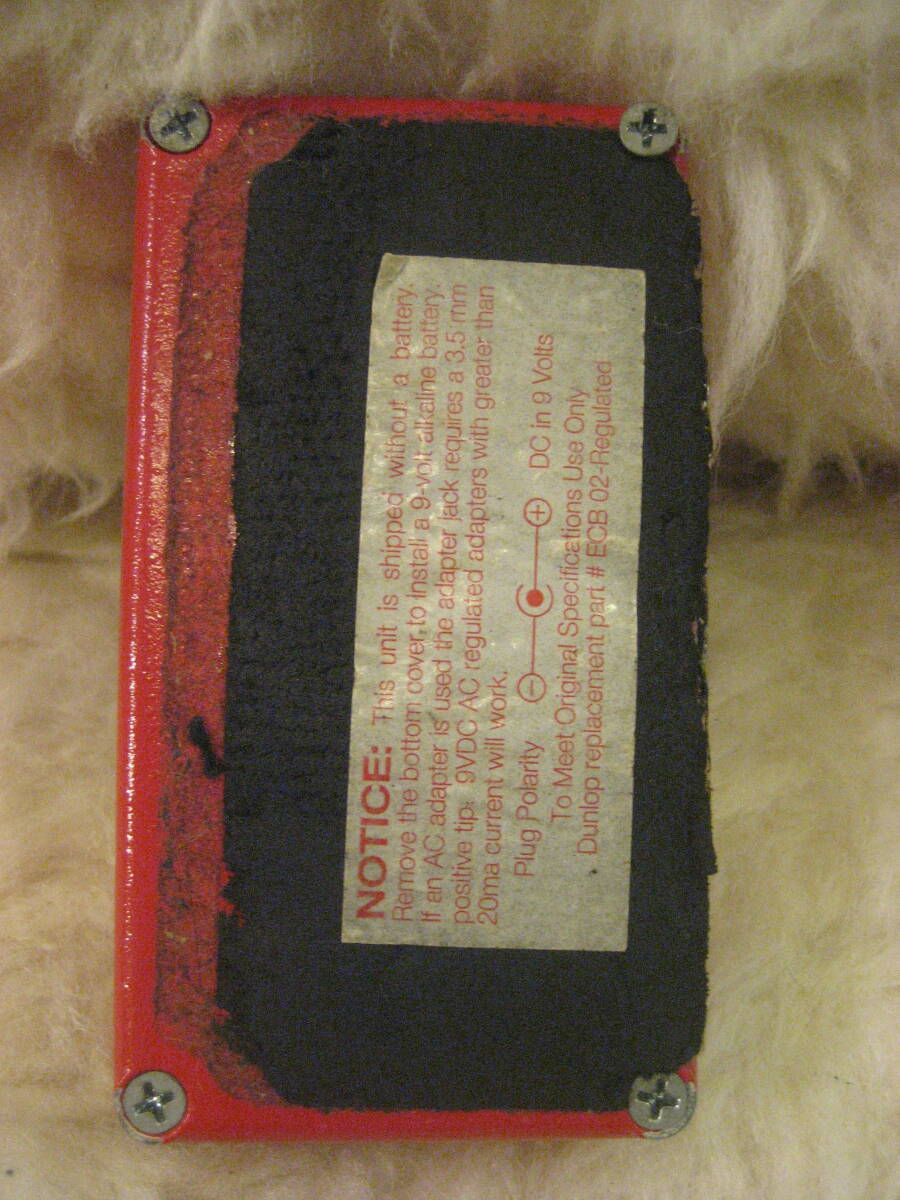 NOTICE: This unit is shipped without a battery.
Remove the bottom cover to install a 9-volt alkaline battery.
If an AC adapter is used the adapter jack requires a 3.5 mm
positive tip. 9VDC AC regulated adapters with greater than
20ma current will work.
Plug Polarity − + DC in 9 Volts
To Meet Original Specifications Use Only
Dunlop replacement part # ECB 02-Regulated